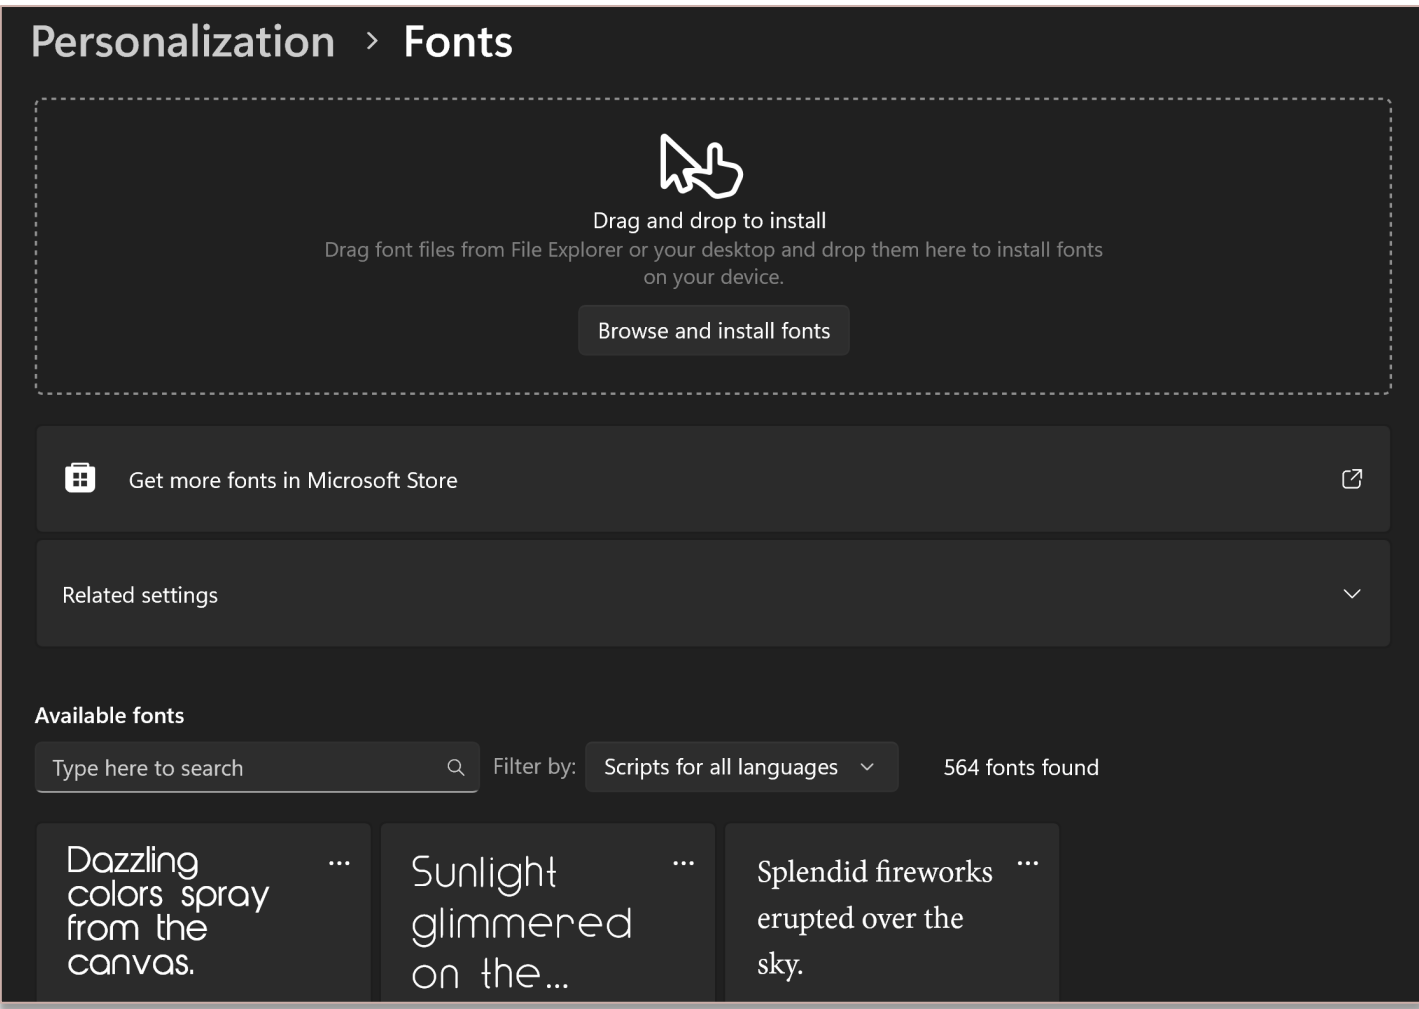 Personalization > Fonts
Drag and drop to install
Drag font files from File Explorer or your desktop and drop them here to install fonts
on your device.
Browse and install fonts
Get more fonts in Microsoft Store
Related settings
Available fonts
Type here to search
Filter by:
Scripts for all languages
564 fonts found
Dazzling
colors spray
from the
canvas.
Sunlight
glimmered
on the...
Splendid fireworks
erupted over the
sky.